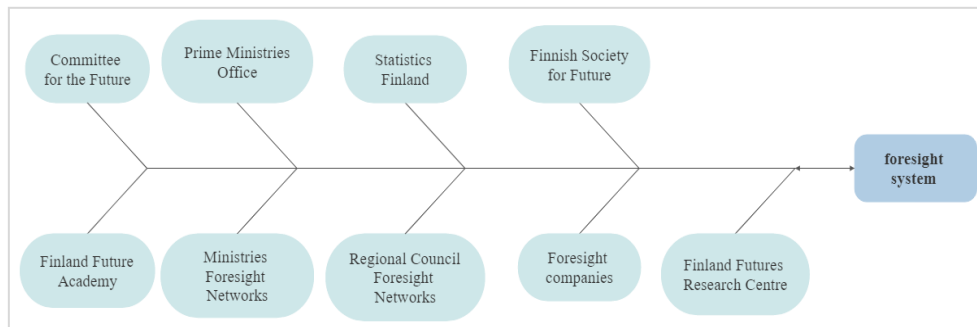 Committee
for the Future
Prime Ministries
Office
Statistics
Finland
Finnish Society
for Future
foresight
system
Finland Future
Academy
Ministries
Foresight
Networks
Regional Council
Foresight
Networks
Foresight
companies
Finland Futures
Research Centre